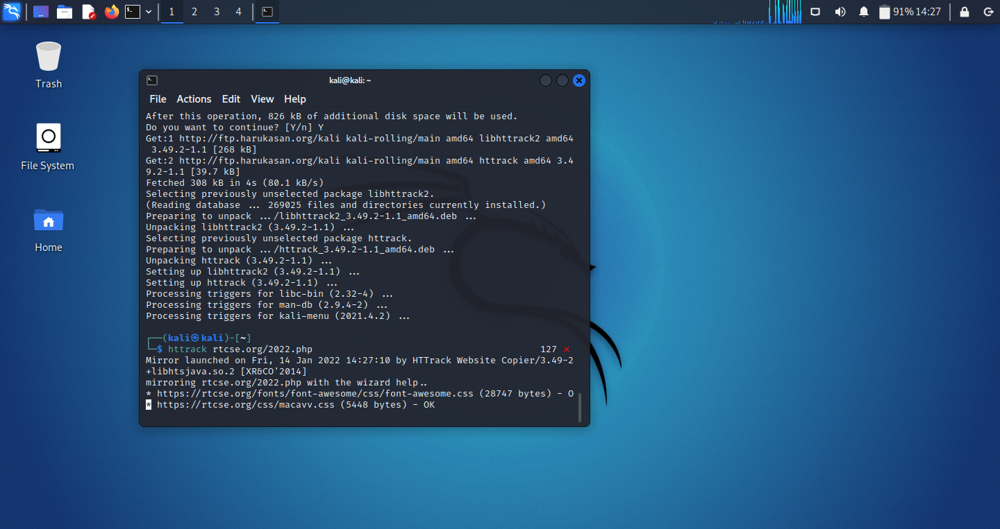 1 2 3 4
91% 14:27
Trash
File System
Home
kali@kali: ~
File Actions Edit View Help
After this operation, 826 kB of additional disk space will be used.
Do you want to continue? [Y/n] Y
Get:1 http://ftp.harukasan.org/kali kali-rolling/main amd64 libhttrack2 amd64
3.49.2-1.1 [268 kB]
Get:2 http://ftp.harukasan.org/kali kali-rolling/main amd64 httrack amd64 3.4
9.2-1.1 [39.7 kB]
Fetched 308 kB in 4s (80.1 kB/s)
Selecting previously unselected package libhttrack2.
(Reading database ... 269025 files and directories currently installed.)
Preparing to unpack .../libhttrack2_3.49.2-1.1_amd64.deb ...
Unpacking libhttrack2 (3.49.2-1.1) ...
Selecting previously unselected package httrack.
Preparing to unpack .../httrack_3.49.2-1.1_amd64.deb ...
Unpacking httrack (3.49.2-1.1) ...
Setting up libhttrack2 (3.49.2-1.1) ...
Setting up httrack (3.49.2-1.1) ...
Processing triggers for libc-bin (2.32-4) ...
Processing triggers for man-db (2.9.4-2) ...
Processing triggers for kali-menu (2021.4.2) ...
┌──(kali㉿kali)-[~]
└─$ httrack rtcse.org/2022.php 127 ⨯
Mirror launched on Fri, 14 Jan 2022 14:27:10 by HTTrack Website Copier/3.49-2
+libhtsjava.so.2 [XR&CO'2014]
mirroring rtcse.org/2022.php with the wizard help..
* https://rtcse.org/fonts/font-awesome/css/font-awesome.css (28747 bytes) - O
* https://rtcse.org/css/macavv.css (5448 bytes) - OK